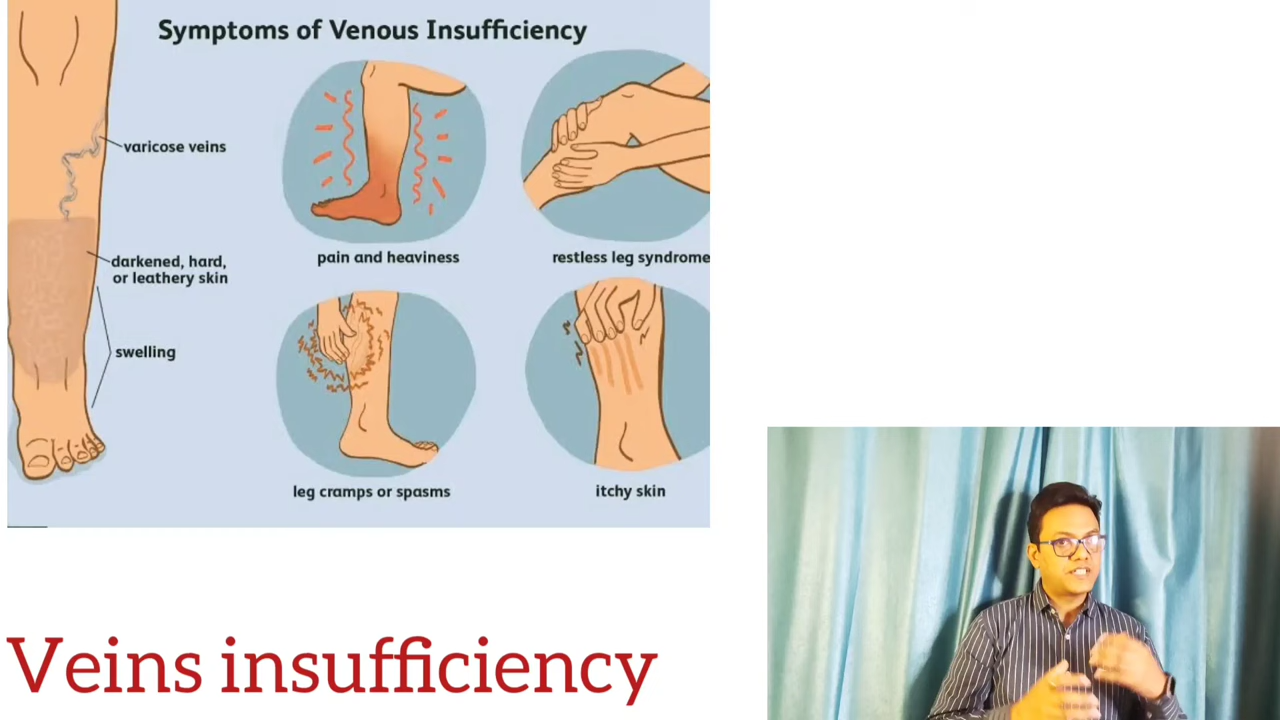 Symptoms of Venous Insufficiency
varicose veins
darkened, hard,
or leathery skin
swelling
pain and heaviness
restless leg syndrome
leg cramps or spasms
itchy skin
Veins insufficiency